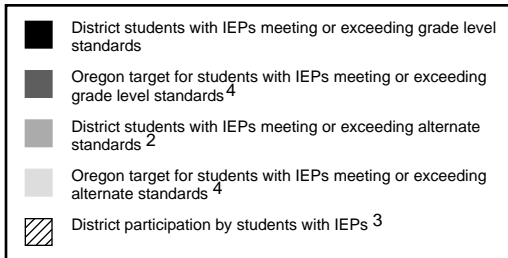 District students with IEPs meeting or exceeding grade level
standards
Oregon target for students with IEPs meeting or exceeding
grade level standards 4
District students with IEPs meeting or exceeding alternate
standards 2
Oregon target for students with IEPs meeting or exceeding
alternate standards 4
District participation by students with IEPs 3